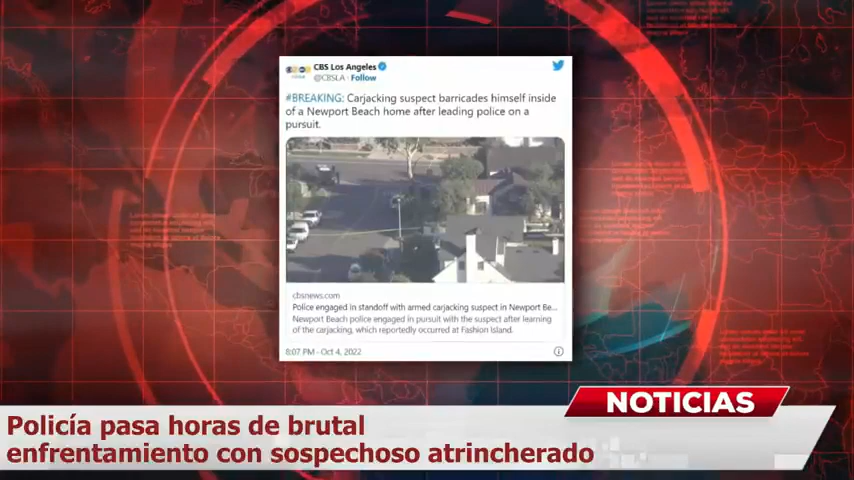 CBS Los Angeles
@CBSLA · Follow
#BREAKING: Carjacking suspect barricades himself inside
of a Newport Beach home after leading police on a
pursuit.
cbsnews.com
Police engaged in standoff with armed carjacking suspect in Newport Be...
Newport Beach police engaged in pursuit with the suspect after learning
of the carjacking, which reportedly occurred at Fashion Island.
8:07 PM · Oct 4, 2022
NOTICIAS
Policía pasa horas de brutal
enfrentamiento con sospechoso atrincherado